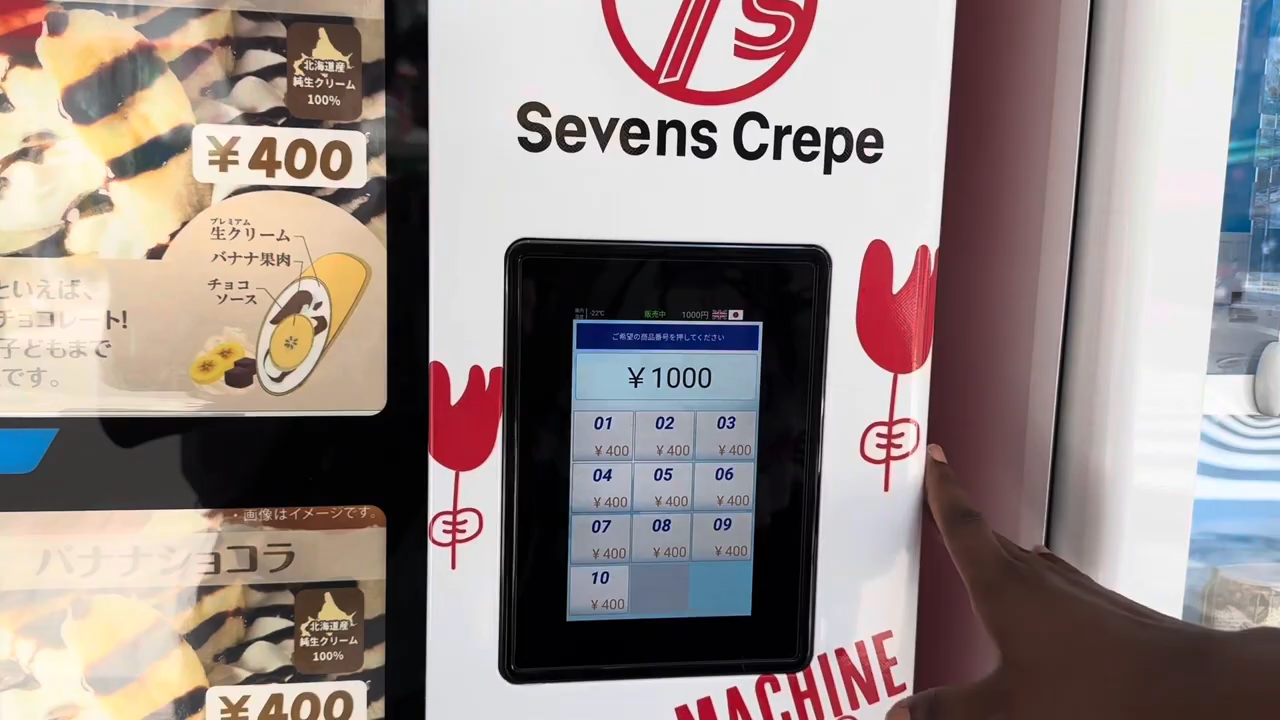 北海道産
純生クリーム
100%
¥400
プレミアム
生クリーム
バナナ果肉
チョコ
ソース
といえば、
チョコレート!
子どもまで
です。
・画像はイメージです。
バナナショコラ
北海道産
純生クリーム
100%
¥400
7s
Sevens Crepe
-22℃
販売中
1000円
ご希望の商品番号を押してください
¥1000
01
02
03
¥400
¥400
¥400
04
05
06
¥400
¥400
¥400
07
08
09
¥400
¥400
¥400
10
¥400
MACHINE